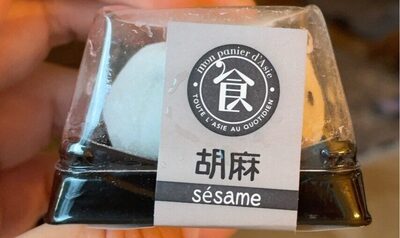 mon panier d'Asie
食
TOUTE L'ASIE AU QUOTIDIEN
胡麻
sésame